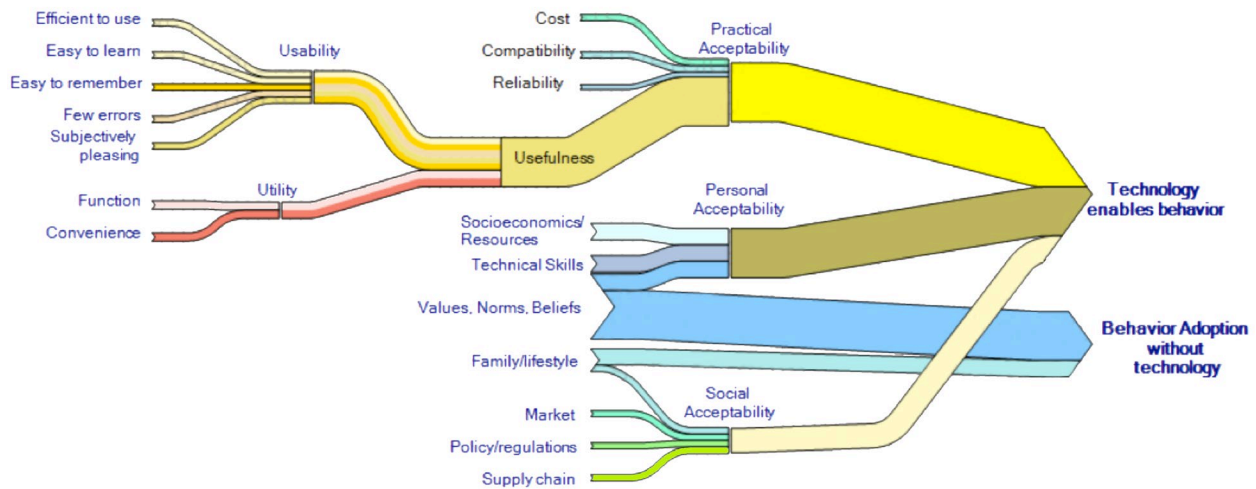 Efficient to use
Easy to learn
Easy to remember
Few errors
Subjectively
pleasing
Usability
Function
Convenience
Utility
Usefulness
Cost
Compatibility
Reliability
Practical
Acceptability
Socioeconomics/
Resources
Technical Skills
Values, Norms, Beliefs
Personal
Acceptability
Family/lifestyle
Market
Policy/regulations
Supply chain
Social
Acceptability
Technology
enables behavior
Behavior Adoption
without
technology